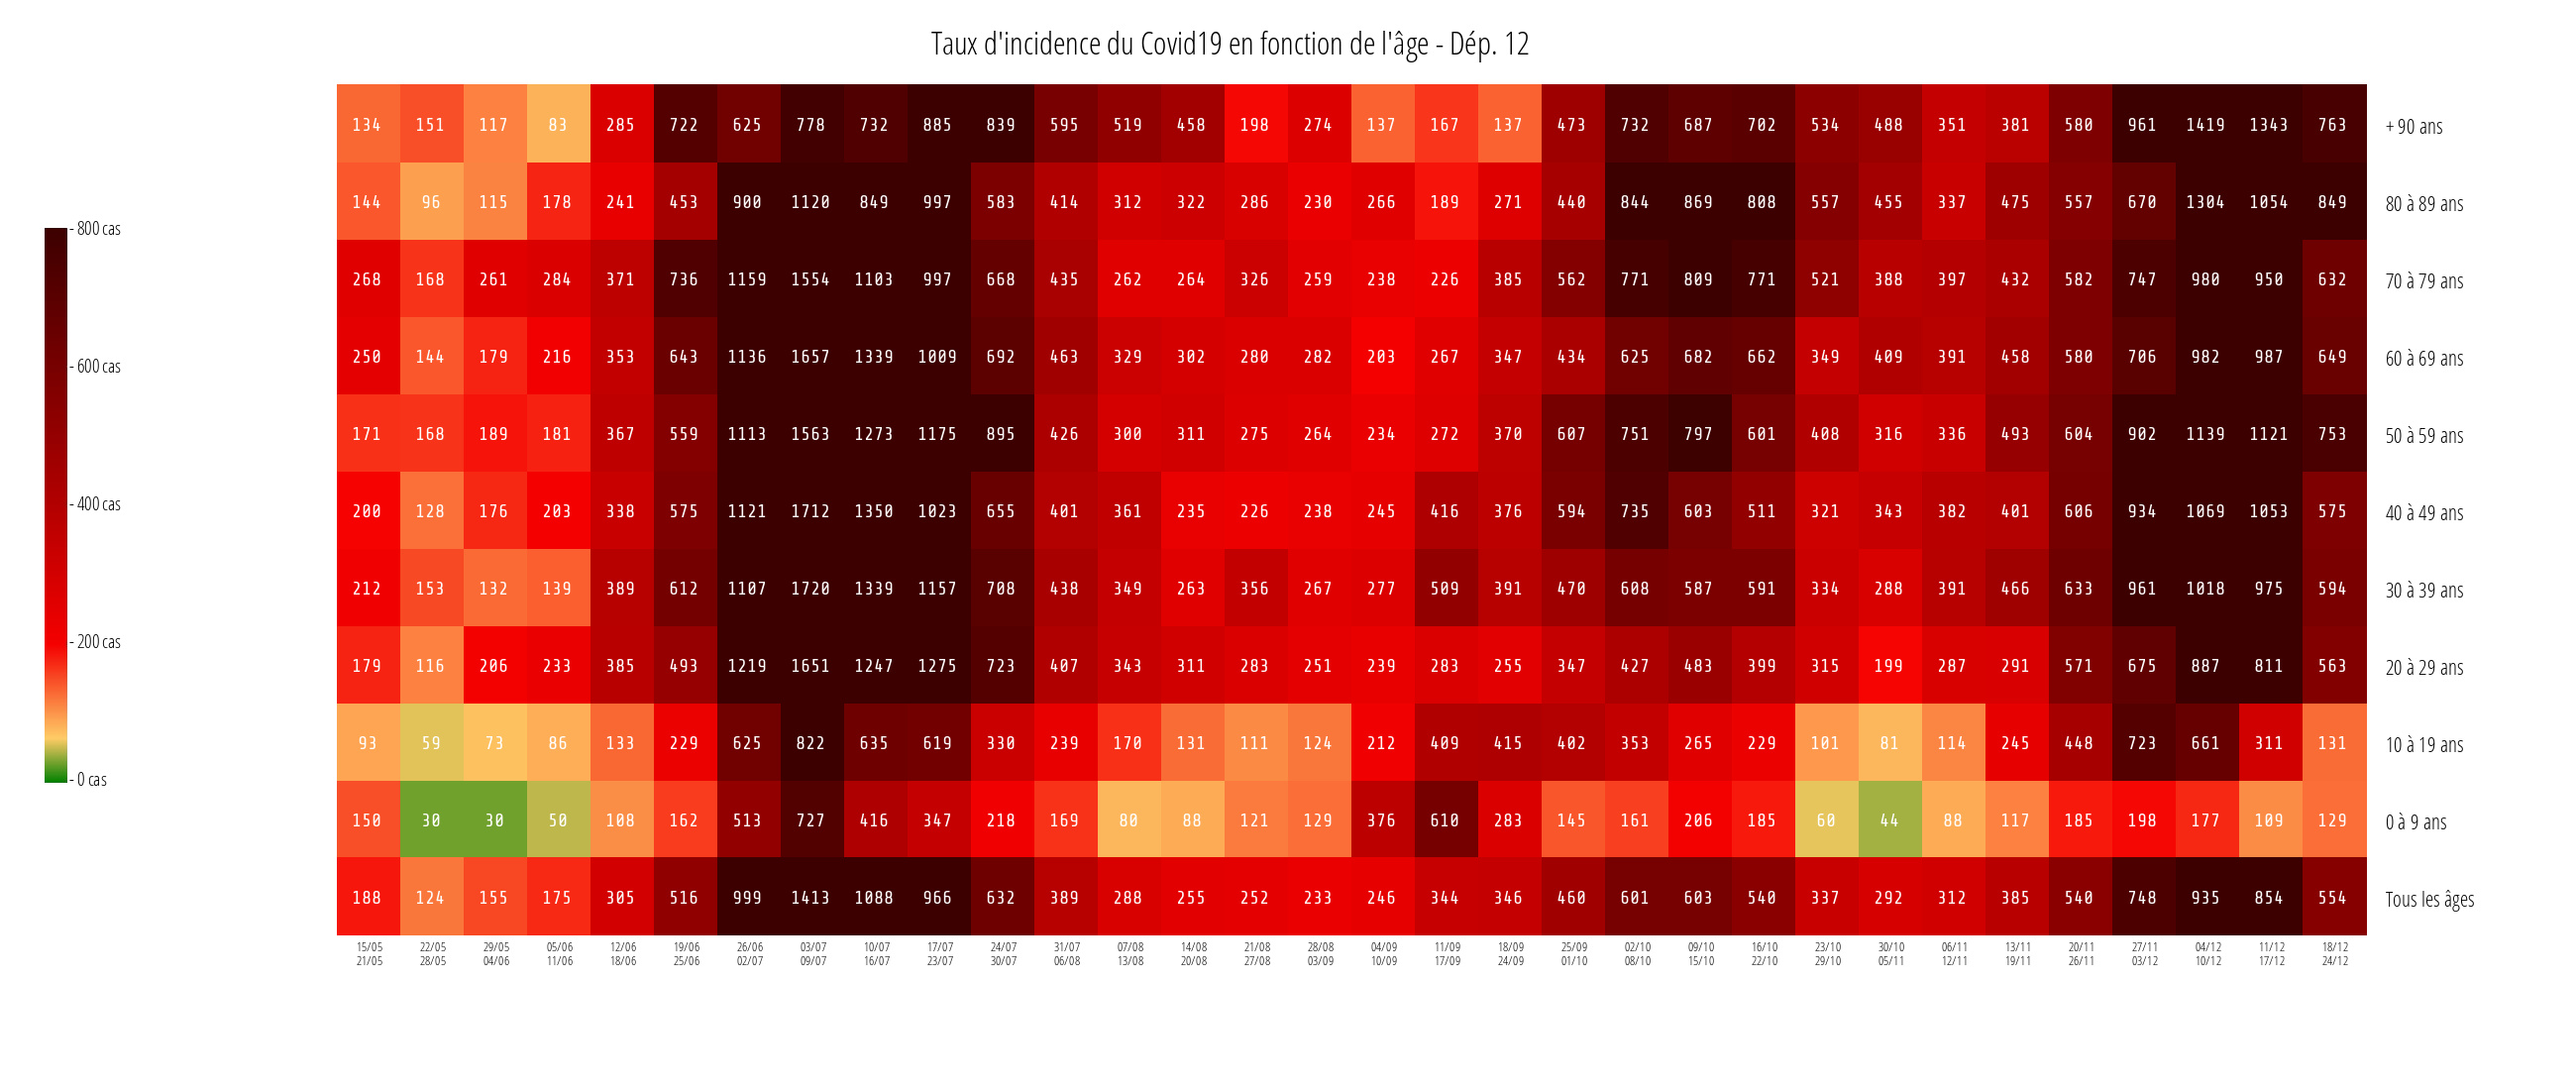 Taux d'incidence du Covid19 en fonction de l'âge - Dép. 12
- 800 cas
- 600 cas
- 400 cas
- 200 cas
- 0 cas
134 151 117 83 285 722 625 778 732 885 839 595 519 458 198 274 137 167 137 473 732 687 702 534 488 351 381 580 961 1419 1343 763 + 90 ans
144 96 115 178 241 453 900 1120 849 997 583 414 312 322 286 230 266 189 271 440 844 869 808 557 455 337 475 557 670 1304 1054 849 80 à 89 ans
268 168 261 284 371 736 1159 1554 1103 997 668 435 262 264 326 259 238 226 385 562 771 809 771 521 388 397 432 582 747 980 950 632 70 à 79 ans
250 144 179 216 353 643 1136 1657 1339 1009 692 463 329 302 280 282 203 267 347 434 625 682 662 349 409 391 458 580 706 982 987 649 60 à 69 ans
171 168 189 181 367 559 1113 1563 1273 1175 895 426 300 311 275 264 234 272 370 607 751 797 601 408 316 336 493 604 902 1139 1121 753 50 à 59 ans
200 128 176 203 338 575 1121 1712 1350 1023 655 401 361 235 226 238 245 416 376 594 735 603 511 321 343 382 401 606 934 1069 1053 575 40 à 49 ans
212 153 132 139 389 612 1107 1720 1339 1157 708 438 349 263 356 267 277 509 391 470 608 587 591 334 288 391 466 633 961 1018 975 594 30 à 39 ans
179 116 206 233 385 493 1219 1651 1247 1275 723 407 343 311 283 251 239 283 255 347 427 483 399 315 199 287 291 571 675 887 811 563 20 à 29 ans
93 59 73 86 133 229 625 822 635 619 330 239 170 131 111 124 212 409 415 402 353 265 229 101 81 114 245 448 723 661 311 131 10 à 19 ans
150 30 30 50 108 162 513 727 416 347 218 169 80 88 121 129 376 610 283 145 161 206 185 60 44 88 117 185 198 177 109 129 0 à 9 ans
188 124 155 175 305 516 999 1413 1088 966 632 389 288 255 252 233 246 344 346 460 601 603 540 337 292 312 385 540 748 935 854 554 Tous les âges
15/05 22/05 29/05 05/06 12/06 19/06 26/06 03/07 10/07 17/07 24/07 31/07 07/08 14/08 21/08 28/08 04/09 11/09 18/09 25/09 02/10 09/10 16/10 23/10 30/10 06/11 13/11 20/11 27/11 04/12 11/12 18/12
21/05 28/05 04/06 11/06 18/06 25/06 02/07 09/07 16/07 23/07 30/07 06/08 13/08 20/08 27/08 03/09 10/09 17/09 24/09 01/10 08/10 15/10 22/10 29/10 05/11 12/11 19/11 26/11 03/12 10/12 17/12 24/12